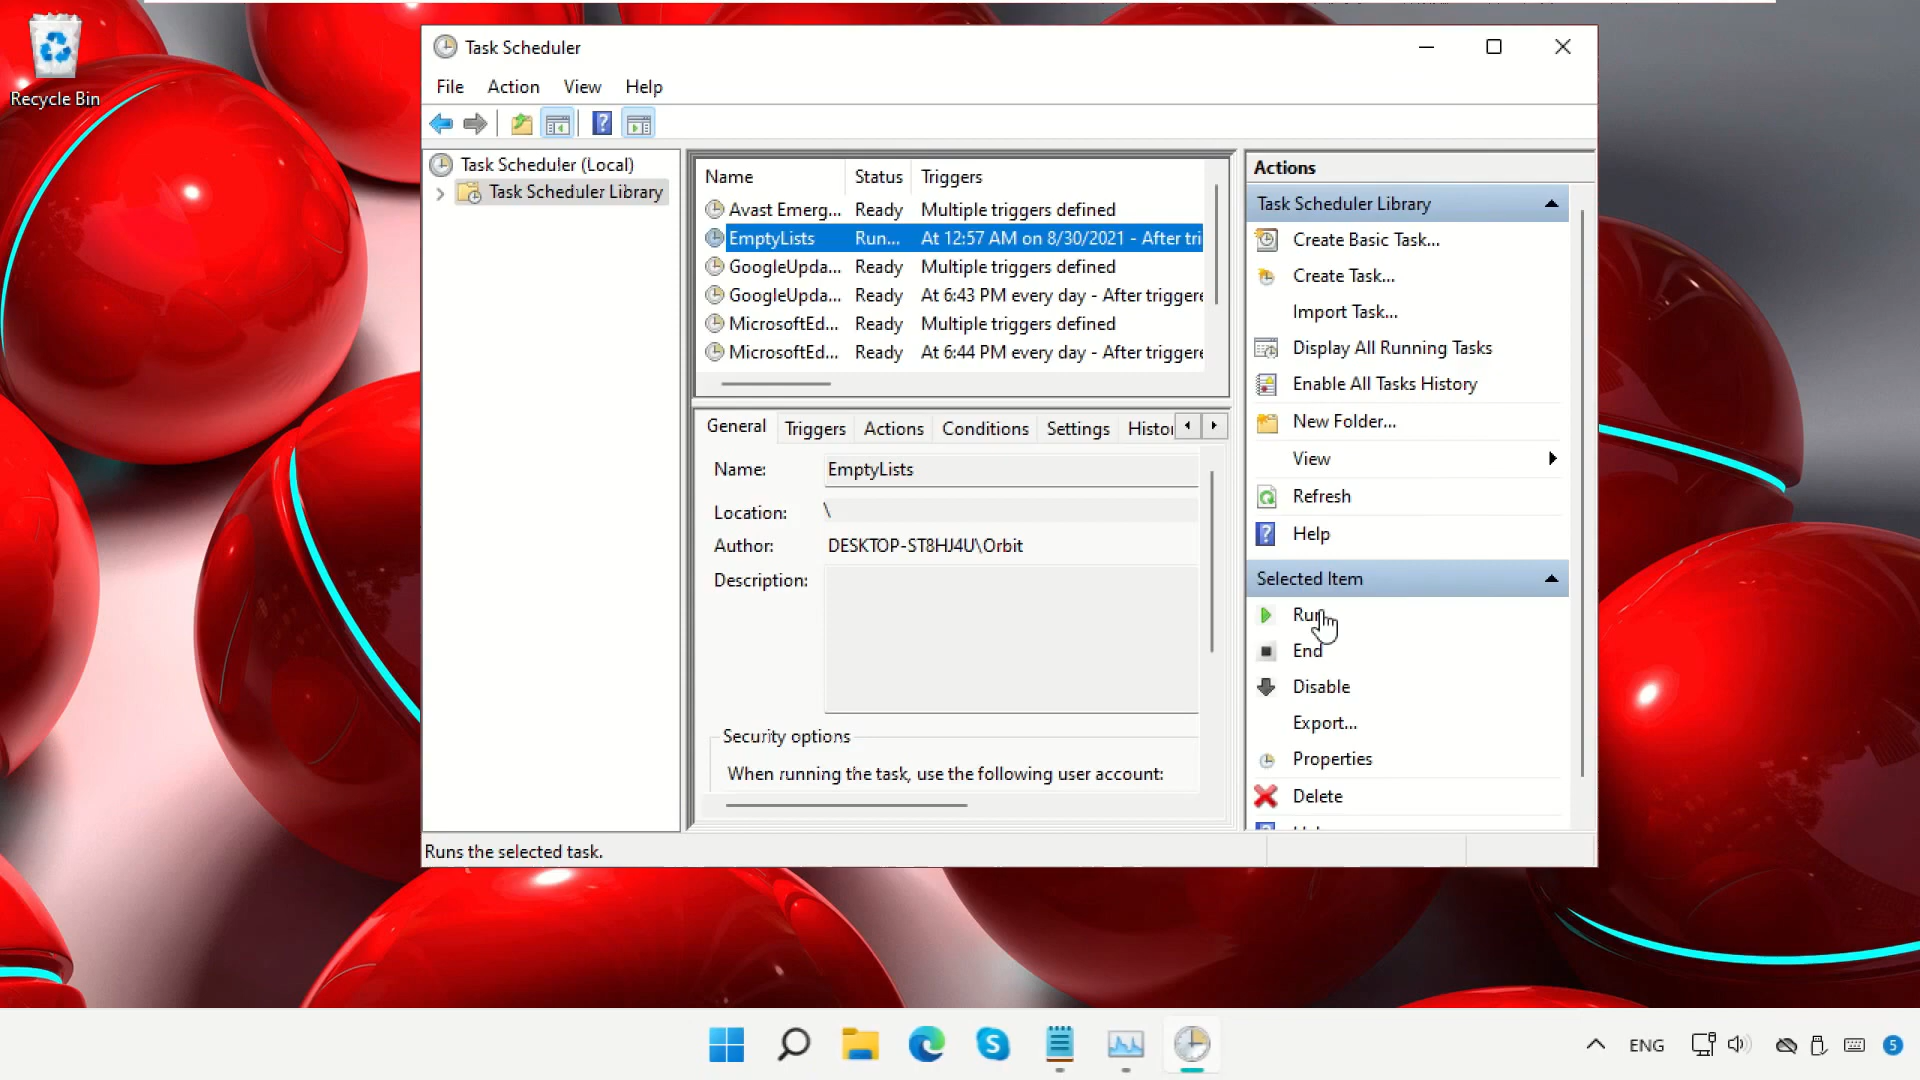 Recycle Bin
Task Scheduler
File Action View Help
Task Scheduler (Local)
Task Scheduler Library
Name Status Triggers
Avast Emerg... Ready Multiple triggers defined
EmptyLists Run... At 12:57 AM on 8/30/2021 - After tri
GoogleUpda... Ready Multiple triggers defined
GoogleUpda... Ready At 6:43 PM every day - After triggere
MicrosoftEd... Ready Multiple triggers defined
MicrosoftEd... Ready At 6:44 PM every day - After triggere
General Triggers Actions Conditions Settings Histor
Name: EmptyLists
Location: \
Author: DESKTOP-ST8HJ4U\Orbit
Description:
Security options
When running the task, use the following user account:
Actions
Task Scheduler Library
Create Basic Task...
Create Task...
Import Task...
Display All Running Tasks
Enable All Tasks History
New Folder...
View
Refresh
Help
Selected Item
Run
End
Disable
Export...
Properties
Delete
Runs the selected task.
ENG
5